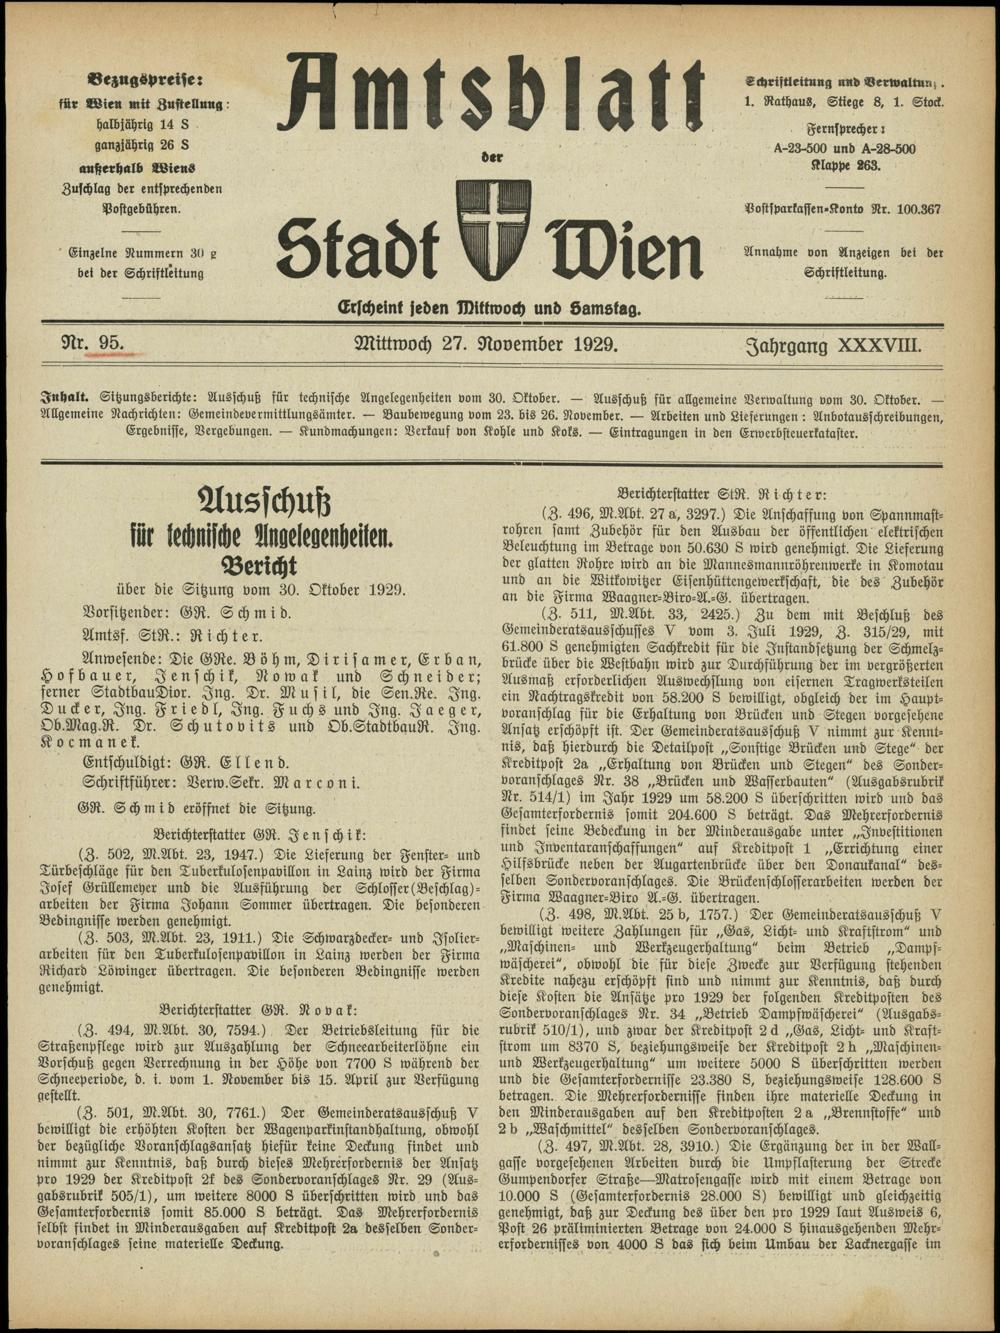 Bezugspreise:
für Wien mit Zustellung:
halbjährig 14 S
ganzjährig 26 S
außerhalb Wiens
Zuschlag der entsprechenden
Postgebühren.
Einzelne Nummern 30 g
bei der Schriftleitung
Amtsblatt
der
Stadt Wien
Erscheint jeden Mittwoch und Samstag.
Schriftleitung und Verwaltung.
1. Rathaus, Stiege 8, 1. Stock.
Fernsprecher:
A-23-500 und A-28-500
Klappe 263.
Postsparkassen-Konto Nr. 100.367
Annahme von Anzeigen bei der
Schriftleitung.
Nr. 95.
Mittwoch 27. November 1929.
Jahrgang XXXVIII.
Inhalt. Sitzungsberichte: Ausschuß für technische Angelegenheiten vom 30. Oktober. — Ausschuß für allgemeine Verwaltung vom 30. Oktober. —
Allgemeine Nachrichten: Gemeindevermittlungsämter. — Baubewegung vom 23. bis 26. November. — Arbeiten und Lieferungen: Anbotausschreibungen,
Ergebnisse, Vergebungen. — Kundmachungen: Verkauf von Kohle und Koks. — Eintragungen in den Erwerbsteuerkataster.
Ausschuß
für technische Angelegenheiten.
Bericht
über die Sitzung vom 30. Oktober 1929.
Vorsitzender: GR. Schmid.
Amtsf. StR.: Richter.
Anwesende: Die GRe. Böhm, Dirisamer, Erban,
Hofbauer, Jenschik, Nowak und Schneider;
ferner StadtbauDior. Ing. Dr. Musil, die Sen.Re. Ing.
Ducker, Ing. Friedl, Ing. Fuchs und Ing. Jaeger,
Ob.Mag.R. Dr. Schutovits und Ob.StadtbauR. Ing.
Kocmanek.
Entschuldigt: GR. Ellend.
Schriftführer: Verw.Sekr. Marconi.
GR. Schmid eröffnet die Sitzung.
Berichterstatter GR. Jenschik:
(Z. 502, M.Abt. 23, 1947.) Die Lieferung der Fenster- und
Türbeschläge für den Tuberkulosenpavillon in Lainz wird der Firma
Josef Grüllemeyer und die Ausführung der Schlosser(Beschlag)-
arbeiten der Firma Johann Sommer übertragen. Die besonderen
Bedingnisse werden genehmigt.
(Z. 503, M.Abt. 23, 1911.) Die Schwarzdecker- und Isolier-
arbeiten für den Tuberkulosenpavillon in Lainz werden der Firma
Richard Löwinger übertragen. Die besonderen Bedingnisse werden
genehmigt.
Berichterstatter GR. Novak:
(Z. 494, M.Abt. 30, 7594.) Der Betriebsleitung für die
Straßenpflege wird zur Auszahlung der Schneearbeiterlöhne ein
Vorschuß gegen Verrechnung in der Höhe von 7700 S während der
Schneeperiode, d. i. vom 1. November bis 15. April zur Verfügung
gestellt.
(Z. 501, M.Abt. 30, 7761.) Der Gemeinderatsausschuß V
bewilligt die erhöhten Kosten der Wagenparkinstandhaltung, obwohl
der bezügliche Voranschlagsansatz hiefür keine Deckung findet und
nimmt zur Kenntnis, daß durch dieses Mehrerfordernis der Ansatz
pro 1929 der Kreditpost 2f des Sondervoranschlages Nr. 29 (Aus-
gabsrubrik 505/1), um weitere 8000 S überschritten wird und das
Gesamterfordernis somit 85.000 S beträgt. Das Mehrerfordernis
selbst findet in Minderausgaben auf Kreditpost 2a desselben Sonder-
voranschlages seine materielle Deckung.
Berichterstatter StR. Richter:
(Z. 496, M.Abt. 27 a, 3297.) Die Anschaffung von Spannmast-
rohren samt Zubehör für den Ausbau der öffentlichen elektrischen
Beleuchtung im Betrage von 50.630 S wird genehmigt. Die Lieferung
der glatten Rohre wird an die Mannesmannröhrenwerke in Komotau
und an die Witkowitzer Eisenhüttengewerkschaft, die des Zubehör
an die Firma Waagner-Biro-A.-G. übertragen.
(Z. 511, M.Abt. 33, 2425.) Zu dem mit Beschluß des
Gemeinderatsausschusses V vom 3. Juli 1929, Z. 315/29, mit
61.800 S genehmigten Sachkredit für die Instandsetzung der Schmelz-
brücke über die Westbahn wird zur Durchführung der im vergrößerten
Ausmaß erforderlichen Auswechslung von eisernen Tragwerksteilen
ein Nachtragskredit von 58.200 S bewilligt, obgleich der im Haupt-
voranschlag für die Erhaltung von Brücken und Stegen vorgesehene
Ansatz erschöpft ist. Der Gemeinderatsausschuß V nimmt zur Kennt-
nis, daß hierdurch die Detailpost „Sonstige Brücken und Stege“ der
Kreditpost 2a „Erhaltung von Brücken und Stegen“ des Sonder-
voranschlages Nr. 38 „Brücken und Wasserbauten“ (Ausgabsrubrik
Nr. 514/1) im Jahr 1929 um 58.200 S überschritten wird und das
Gesamterfordernis somit 204.600 S beträgt. Das Mehrerfordernis
findet seine Bedeckung in der Minderausgabe unter „Investitionen
und Inventaranschaffungen“ auf Kreditpost 1 „Errichtung einer
Hilfsbrücke neben der Augartenbrücke über den Donaukanal“ des-
selben Sondervoranschlages. Die Brückenschlosserarbeiten werden der
Firma Waagner-Biro A.-G. übertragen.
(Z. 498, M.Abt. 25 b, 1757.) Der Gemeinderatsausschuß V
bewilligt weitere Zahlungen für „Gas, Licht- und Kraftstrom“ und
„Maschinen- und Werkzeugerhaltung“ beim Betrieb „Dampf-
wäscherei“, obwohl die für diese Zwecke zur Verfügung stehenden
Kredite nahezu erschöpft sind und nimmt zur Kenntnis, daß durch
diese Kosten die Ansätze pro 1929 der folgenden Kreditposten des
Sondervoranschlages Nr. 34 „Betrieb Dampfwäscherei“ (Ausgabs-
rubrik 510/1), und zwar der Kreditpost 2 d „Gas, Licht- und Kraft-
strom um 8370 S, beziehungsweise der Kreditpost 2 h „Maschinen-
und Werkzeugerhaltung“ um weitere 5000 S überschritten werden
und die Gesamterfordernisse 23.380 S, beziehungsweise 128.600 S
betragen. Die Mehrerfordernisse finden ihre materielle Deckung in
den Minderausgaben auf den Kreditposten 2 a „Brennstoffe“ und
2 b „Waschmittel“ desselben Sondervoranschlages.
(Z. 497, M.Abt. 28, 3910.) Die Ergänzung der in der Wall-
gasse vorgesehenen Arbeiten durch die Umpflasterung der Strecke
Gumpendorfer Straße—Matrosengasse wird mit einem Betrage von
10.000 S (Gesamterfordernis 28.000 S) bewilligt und gleichzeitig
genehmigt, daß zur Deckung des über den pro 1929 laut Ausweis 6,
Post 26 präliminierten Betrage von 24.000 S hinausgehenden Mehr-
erfordernisses von 4000 S das sich beim Umbau der Lacknergasse im